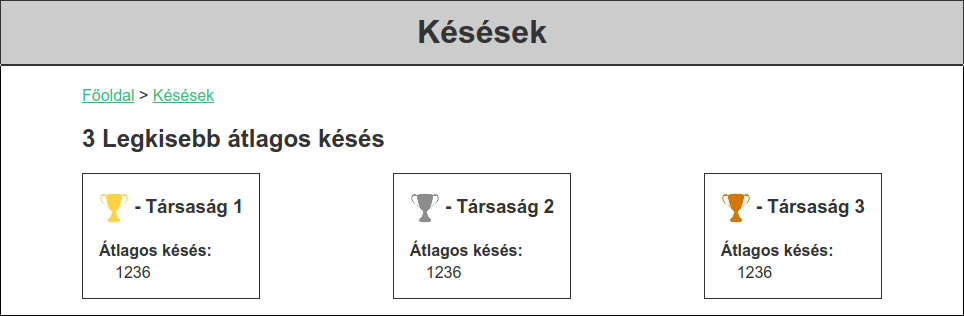 Késések
Főoldal > Késések
3 Legkisebb átlagos késés
- Társaság 1
Átlagos késés:
1236
- Társaság 2
Átlagos késés:
1236
- Társaság 3
Átlagos késés:
1236